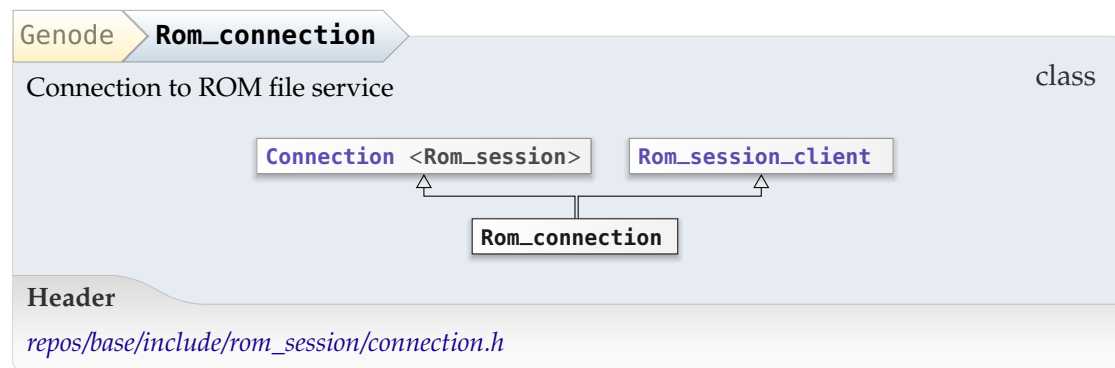 Genode Rom_connection
Connection to ROM file service
class
Connection <Rom_session> Rom_session_client
Rom_connection
Header
repos/base/include/rom_session/connection.h